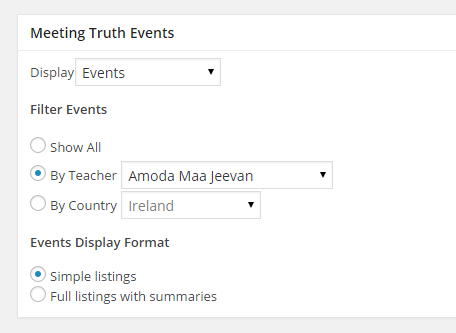 Meeting Truth Events
Display Events
Filter Events
Show All
By Teacher Amoda Maa Jeevan
By Country Ireland
Events Display Format
Simple listings
Full listings with summaries